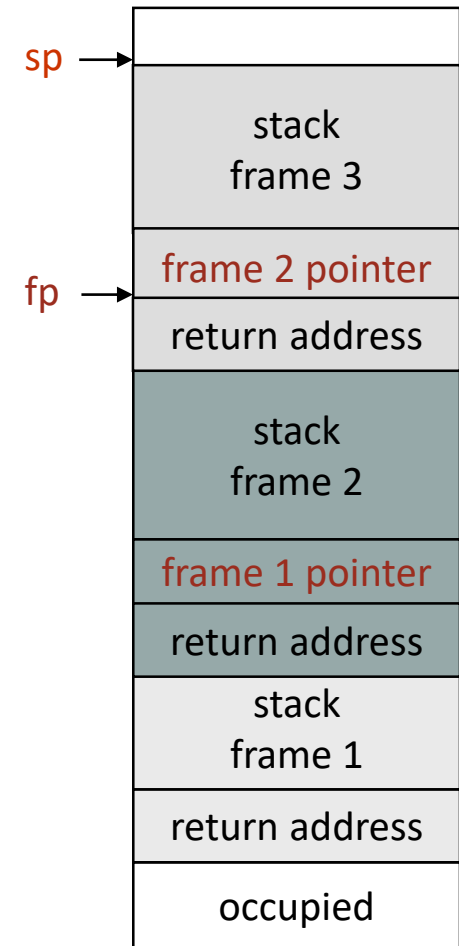 sp
stack
frame 3
frame 2 pointer
fp
return address
stack
frame 2
frame 1 pointer
return address
stack
frame 1
return address
occupied